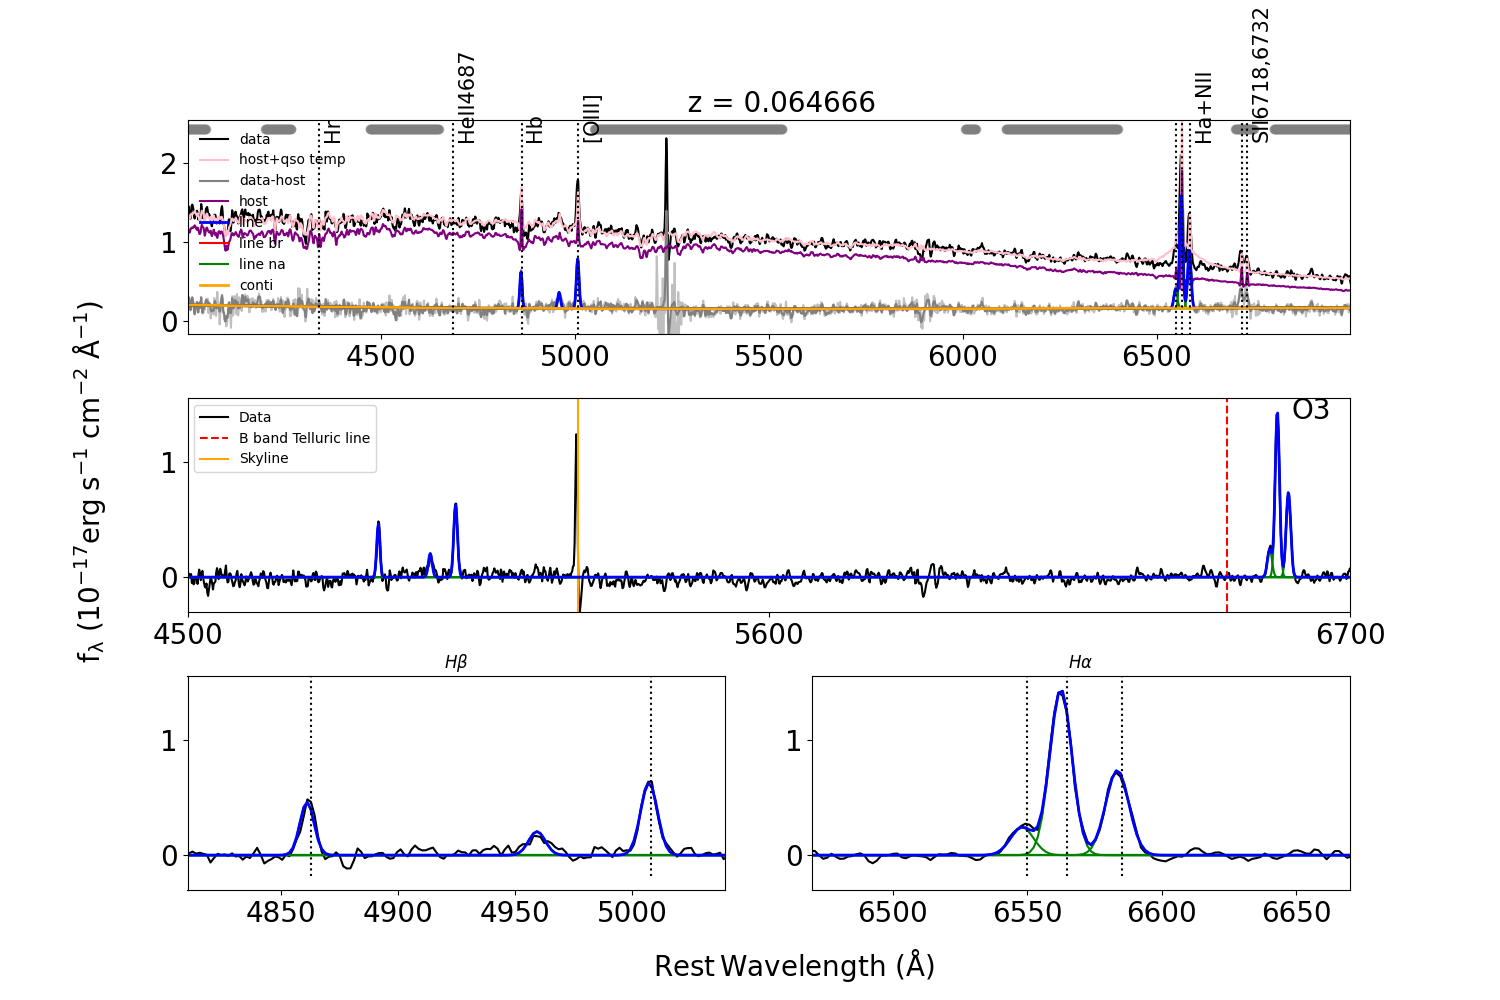 z = 0.064666
Hr
HeII4687
Hb
[OIII]
Ha+NII
SII6718,6732
data
host+qso temp
data-host
host
line
line br
line na
conti
2
1
0
4500
5000
5500
6000
6500
fλ (10⁻¹⁷erg s⁻¹ cm⁻² Å⁻¹)
Data
B band Telluric line
Skyline
O3
1
0
4500
5600
6700
Hβ
1
0
4850
4900
4950
5000
Hα
1
0
6500
6550
6600
6650
Rest Wavelength (Å)